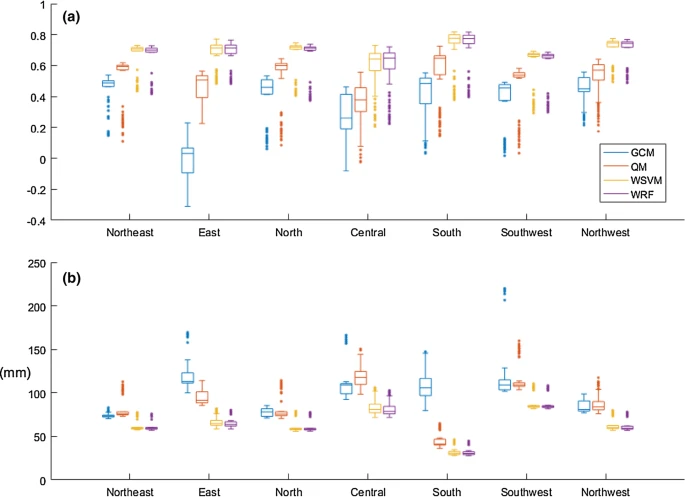 (a)
1
0.8
0.6
0.4
0.2
0
-0.2
-0.4
GCM
QM
WSVM
WRF
Northeast East North Central South Southwest Northwest
(b)
250
200
150
(mm)
100
50
0
Northeast East North Central South Southwest Northwest